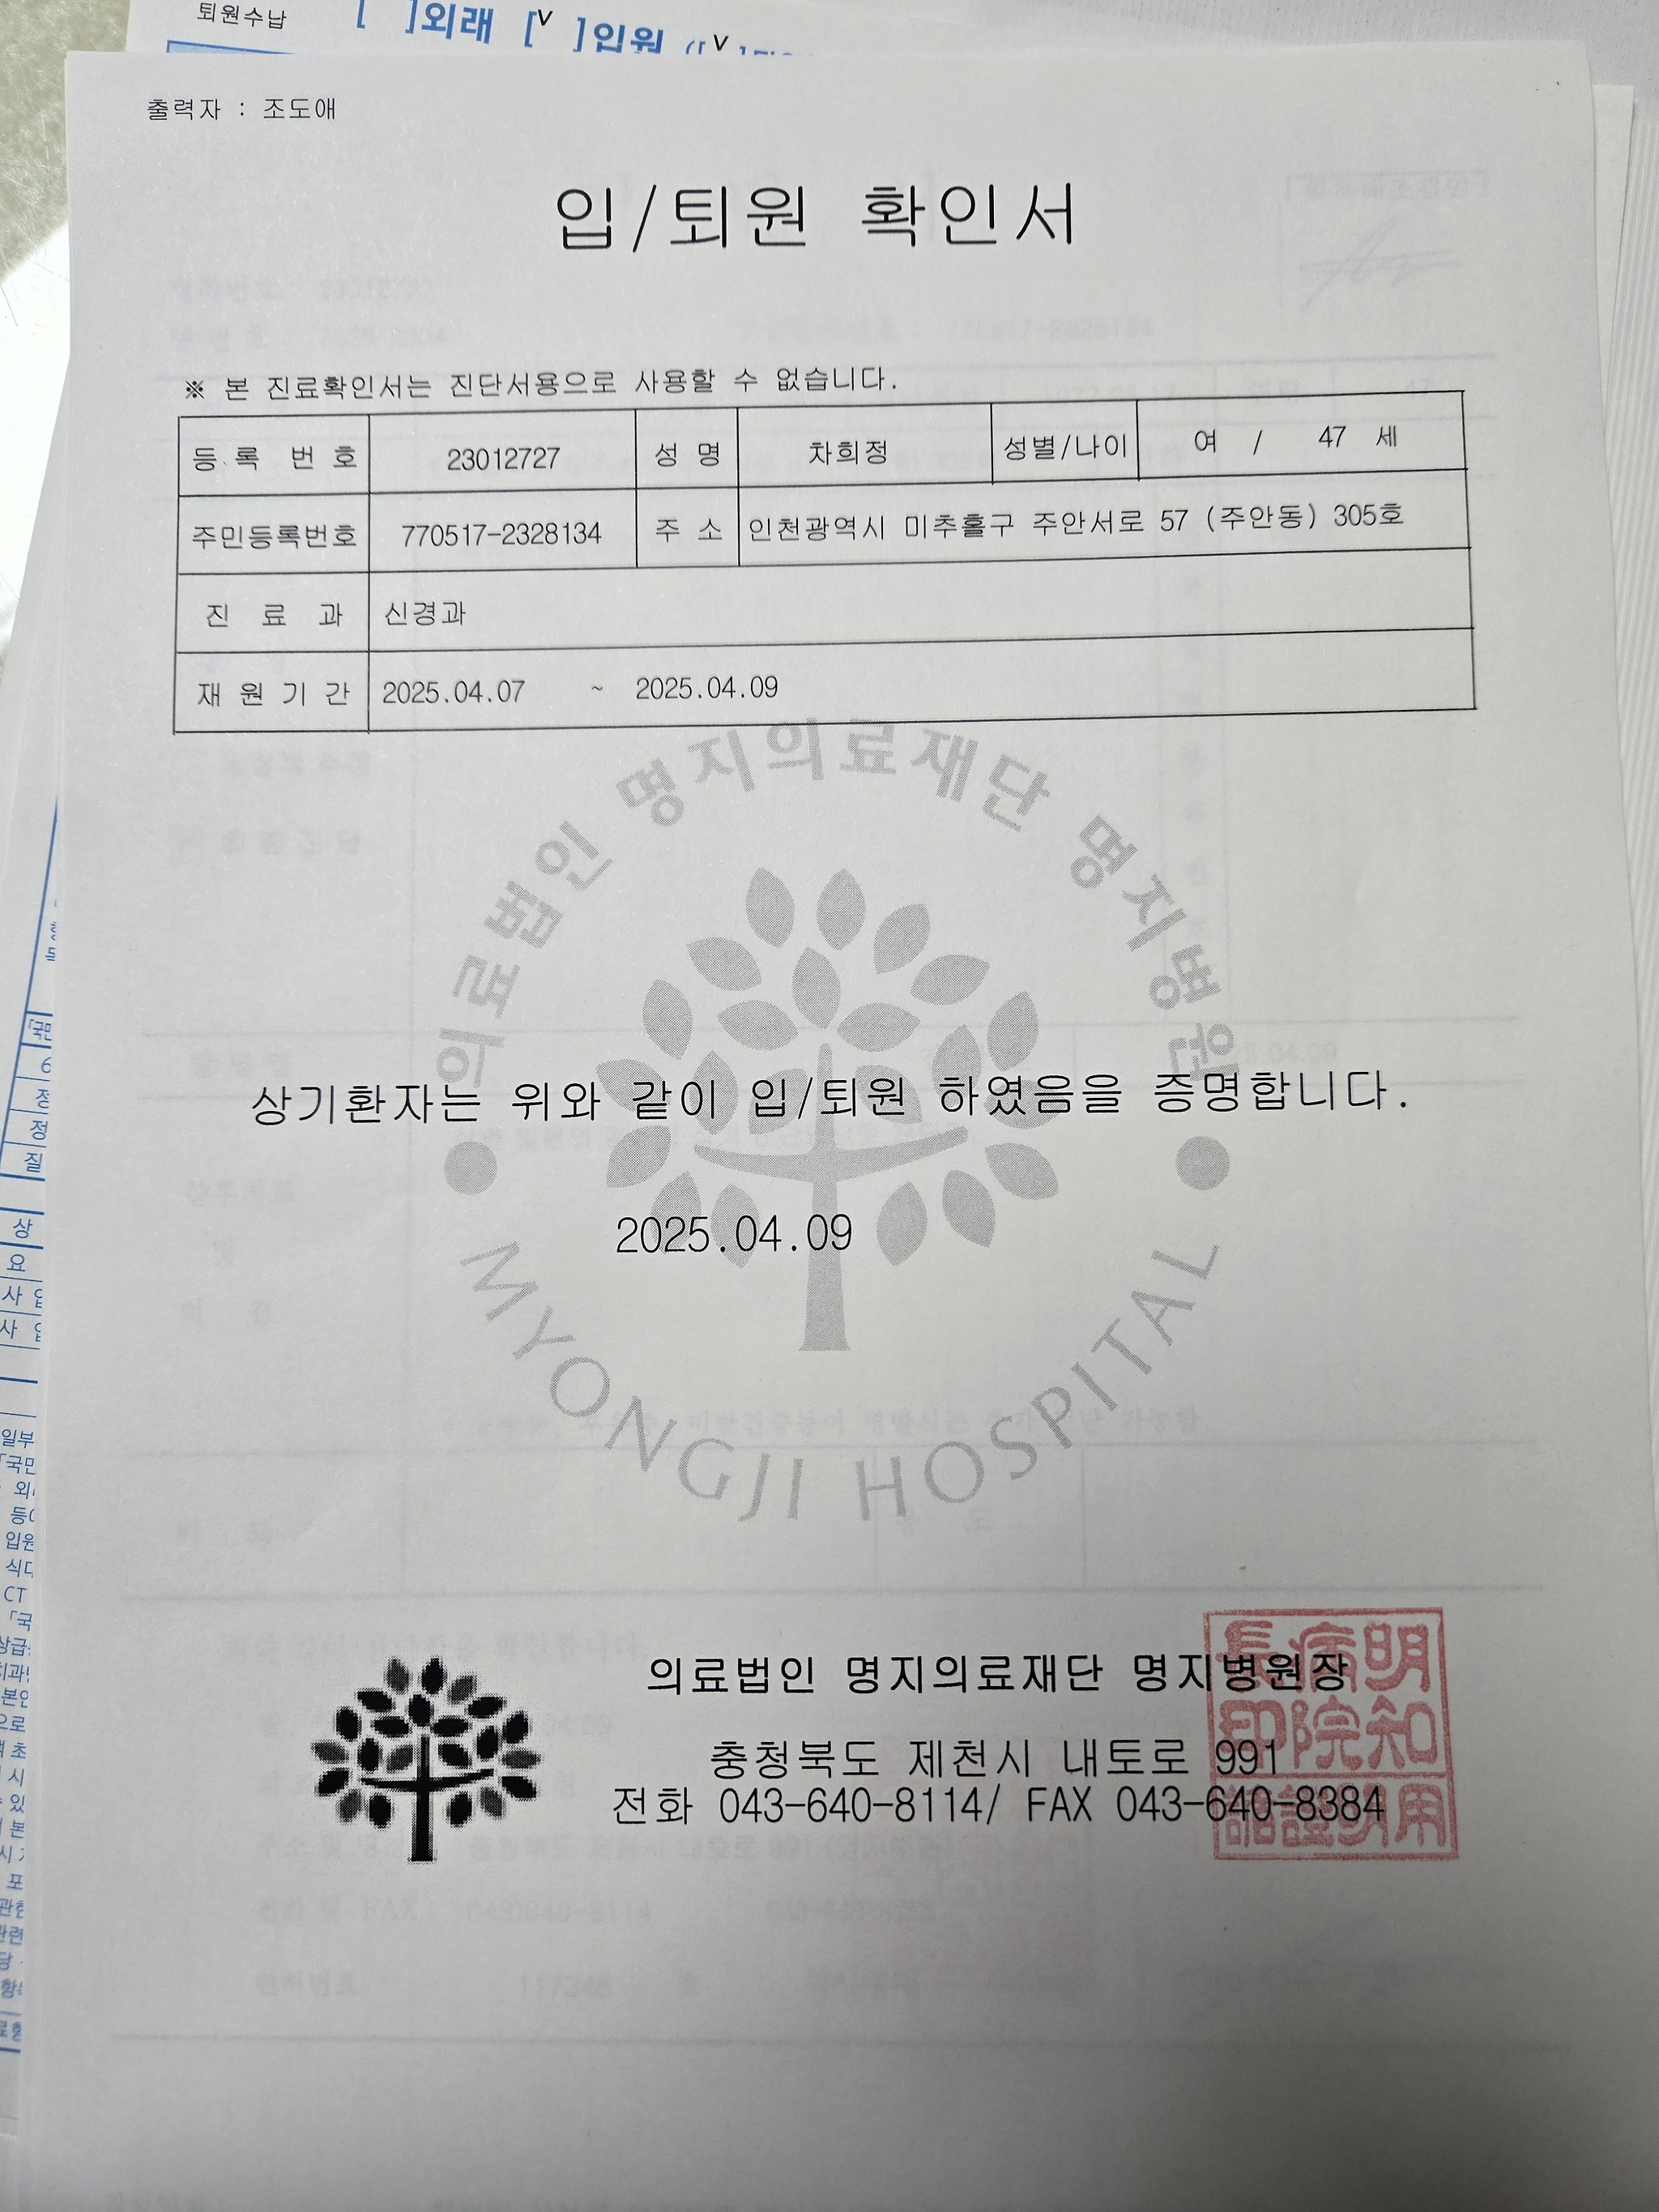 퇴원수납 [ ]외래 [v ]입원
출력자 : 조도애
입/퇴원 확인서
※ 본 진료확인서는 진단서용으로 사용할 수 없습니다.
등록 번호 23012727 성명 차희정 성별/나이 여 / 47 세
주민등록번호 770517-2328134 주소 인천광역시 미추홀구 주안서로 57 (주안동) 305호
진 료 과 신경과
재원기간 2025.04.07 ~ 2025.04.09
의료법인 명지의료재단 명지병원
상기환자는 위와 같이 입/퇴원 하였음을 증명합니다.
2025.04.09
MYONGJI HOSPITAL
의료법인 명지의료재단 명지병원장
충청북도 제천시 내토로 991
전화 043-640-8114/ FAX 043-640-8384